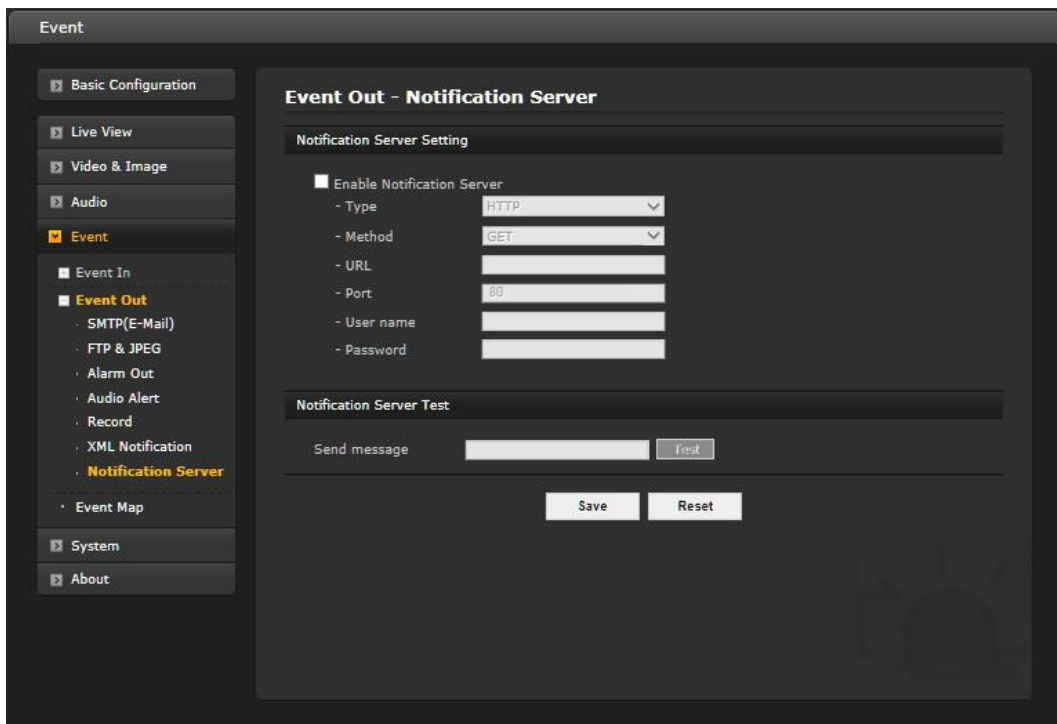 Event
Basic Configuration
Live View
Video & Image
Audio
Event
Event In
Event Out
SMTP(E-Mail)
FTP & JPEG
Alarm Out
Audio Alert
Record
XML Notification
Notification Server
Event Map
System
About
Event Out - Notification Server
Notification Server Setting
Enable Notification Server
- Type HTTP
- Method GET
- URL
- Port 80
- User name
- Password
Notification Server Test
Send message Test
Save Reset